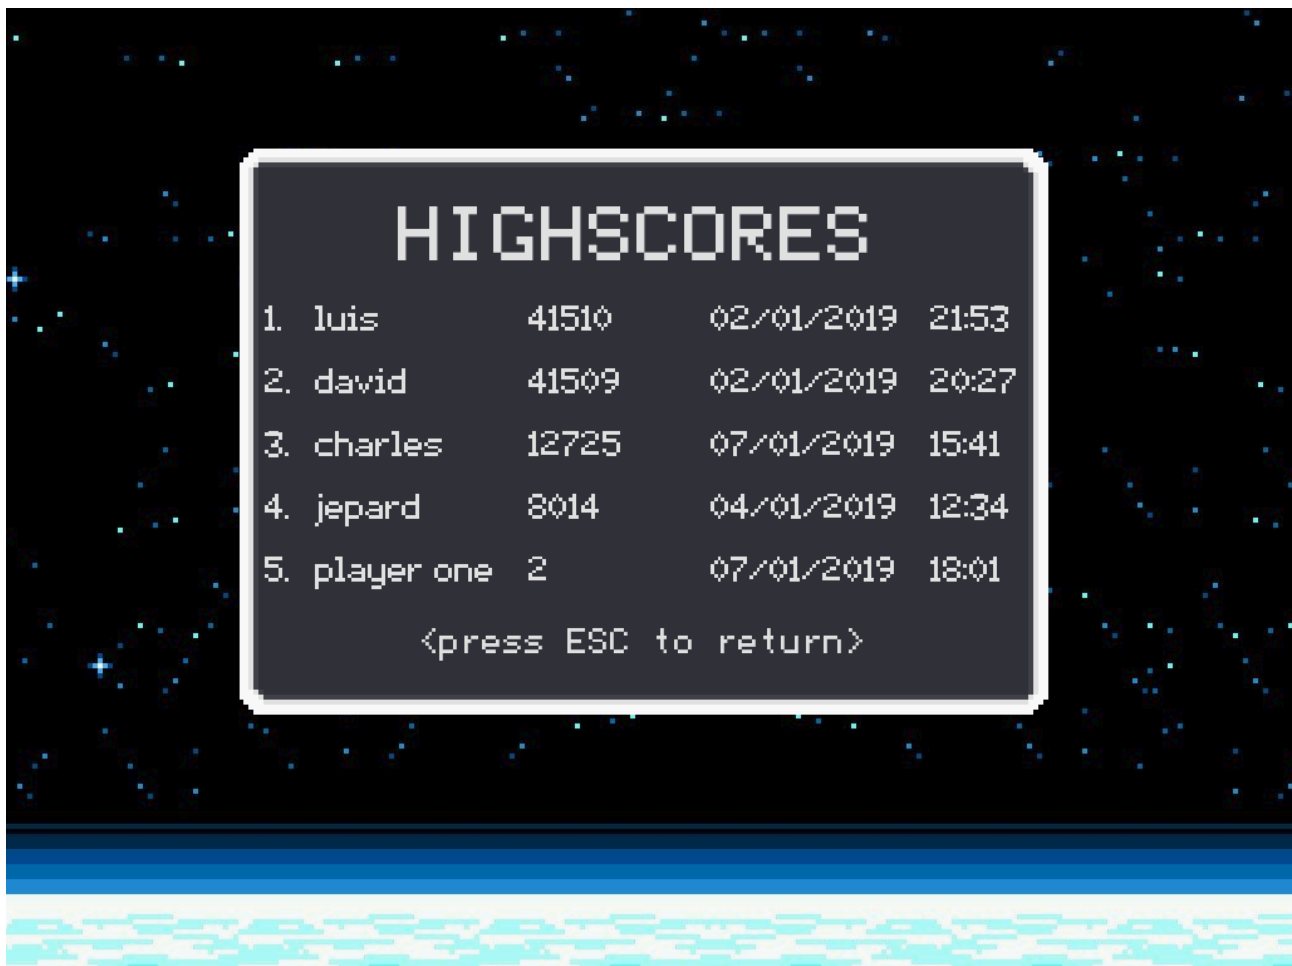 HIGHSCORES
1. luis 41510 02/01/2019 21:53
2. david 41509 02/01/2019 20:27
3. charles 12725 07/01/2019 15:41
4. jepard 8014 04/01/2019 12:34
5. player one 2 07/01/2019 18:01
<press ESC to return>